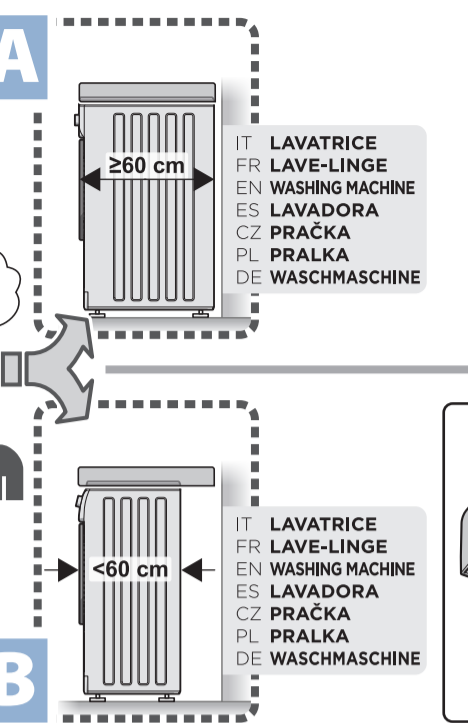 A
≥60 cm
IT LAVATRICE
FR LAVE-LINGE
EN WASHING MACHINE
ES LAVADORA
CZ PRAČKA
PL PRALKA
DE WASCHMASCHINE
<60 cm
IT LAVATRICE
FR LAVE-LINGE
EN WASHING MACHINE
ES LAVADORA
CZ PRAČKA
PL PRALKA
DE WASCHMASCHINE
B